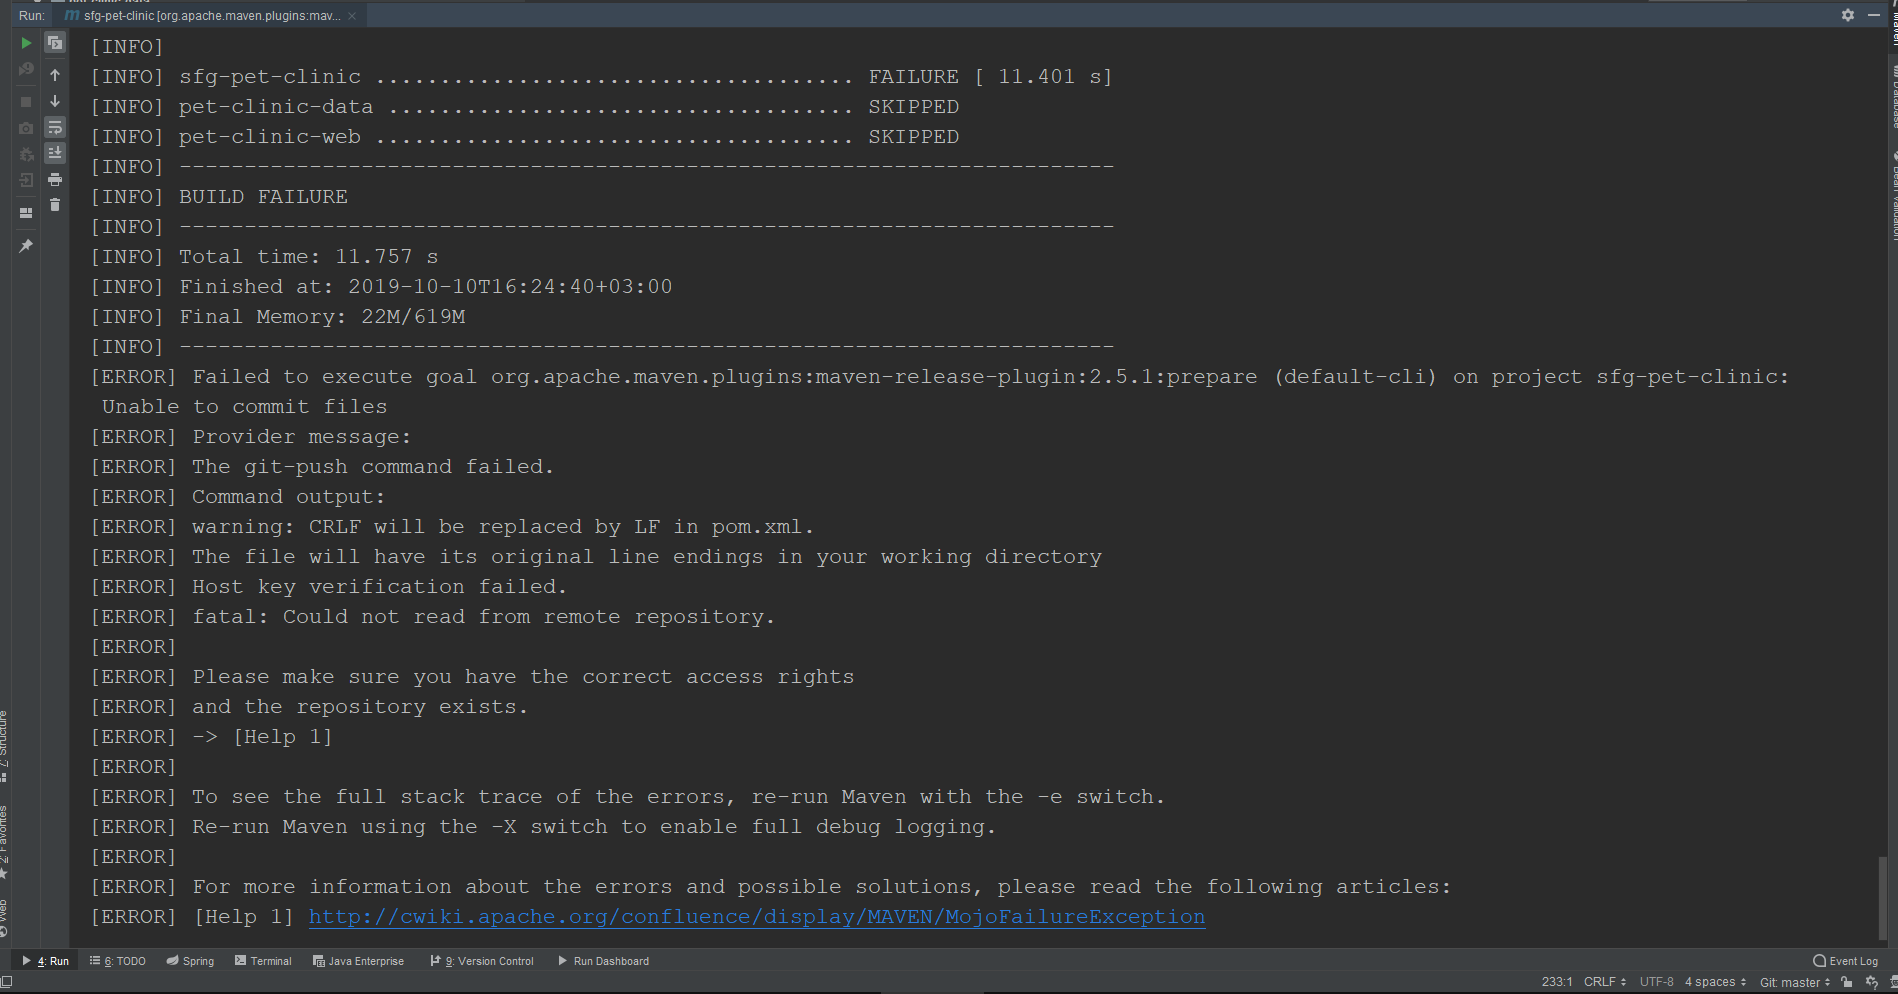 Run: sfg-pet-clinic [org.apache.maven.plugins:mav...
[INFO]
[INFO] sfg-pet-clinic ..................................... FAILURE [ 11.401 s]
[INFO] pet-clinic-data .................................... SKIPPED
[INFO] pet-clinic-web ..................................... SKIPPED
[INFO] ------------------------------------------------------------------------
[INFO] BUILD FAILURE
[INFO] ------------------------------------------------------------------------
[INFO] Total time: 11.757 s
[INFO] Finished at: 2019-10-10T16:24:40+03:00
[INFO] Final Memory: 22M/619M
[INFO] ------------------------------------------------------------------------
[ERROR] Failed to execute goal org.apache.maven.plugins:maven-release-plugin:2.5.1:prepare (default-cli) on project sfg-pet-clinic:
Unable to commit files
[ERROR] Provider message:
[ERROR] The git-push command failed.
[ERROR] Command output:
[ERROR] warning: CRLF will be replaced by LF in pom.xml.
[ERROR] The file will have its original line endings in your working directory
[ERROR] Host key verification failed.
[ERROR] fatal: Could not read from remote repository.
[ERROR]
[ERROR] Please make sure you have the correct access rights
[ERROR] and the repository exists.
[ERROR] -> [Help 1]
[ERROR]
[ERROR] To see the full stack trace of the errors, re-run Maven with the -e switch.
[ERROR] Re-run Maven using the -X switch to enable full debug logging.
[ERROR]
[ERROR] For more information about the errors and possible solutions, please read the following articles:
[ERROR] [Help 1] http://cwiki.apache.org/confluence/display/MAVEN/MojoFailureException
7: Structure
2: Favorites
Web
Maven
Database
Bean Validation
4: Run 6: TODO Spring Terminal Java Enterprise 9: Version Control Run Dashboard Event Log
233:1 CRLF UTF-8 4 spaces Git: master